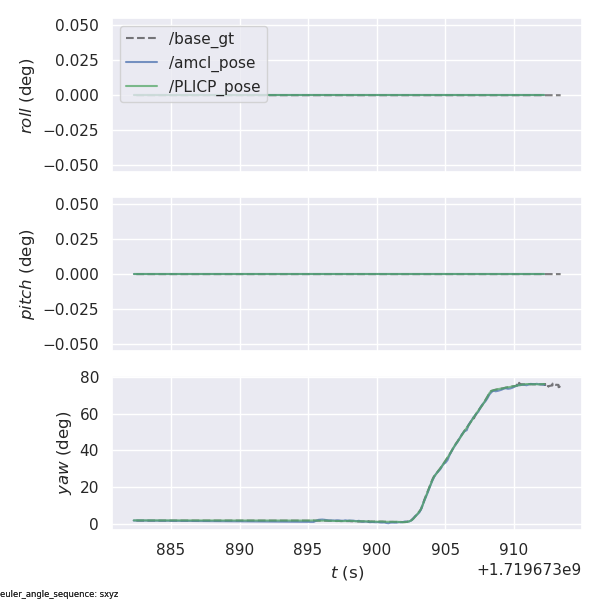 0.050
0.025
0.000
−0.025
−0.050
roll (deg)
/base_gt
/amcl_pose
/PLICP_pose
0.050
0.025
0.000
−0.025
−0.050
pitch (deg)
80
60
40
20
0
yaw (deg)
885
890
895
900
905
910
t (s)
+1.719673e9
euler_angle_sequence: sxyz